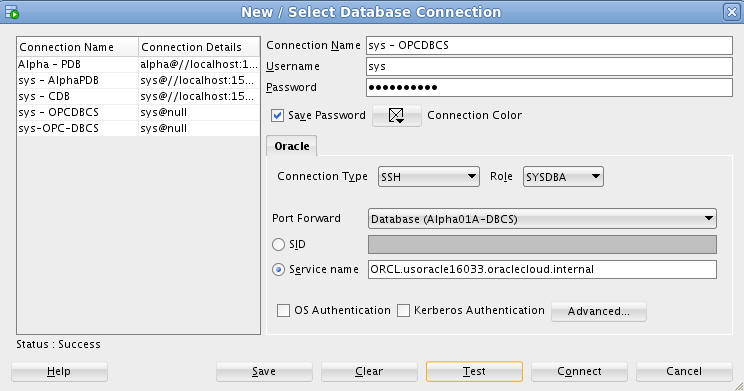 New / Select Database Connection
Connection Name Connection Details
Alpha - PDB alpha@//localhost:1...
sys - AlphaPDB sys@//localhost:15...
sys - CDB sys@//localhost:15...
sys - OPCDBCS sys@null
sys-OPC-DBCS sys@null
Connection Name sys - OPCDBCS
Username sys
Password ••••••••••
Save Password Connection Color
Oracle
Connection Type SSH Role SYSDBA
Port Forward Database (Alpha01A-DBCS)
SID
Service name ORCL.usoracle16033.oraclecloud.internal
OS Authentication Kerberos Authentication Advanced...
Status : Success
Help Save Clear Test Connect Cancel